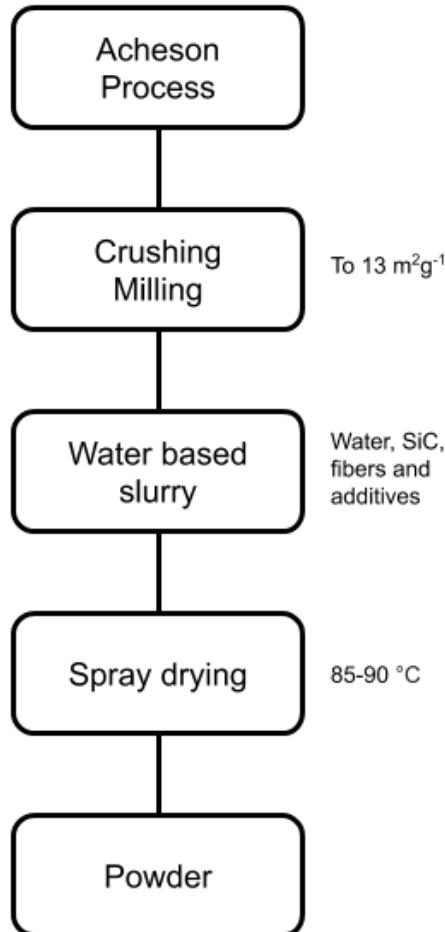 Acheson
Process
Crushing
Milling
To 13 m²g⁻¹
Water based
slurry
Water, SiC,
fibers and
additives
Spray drying
85-90 °C
Powder